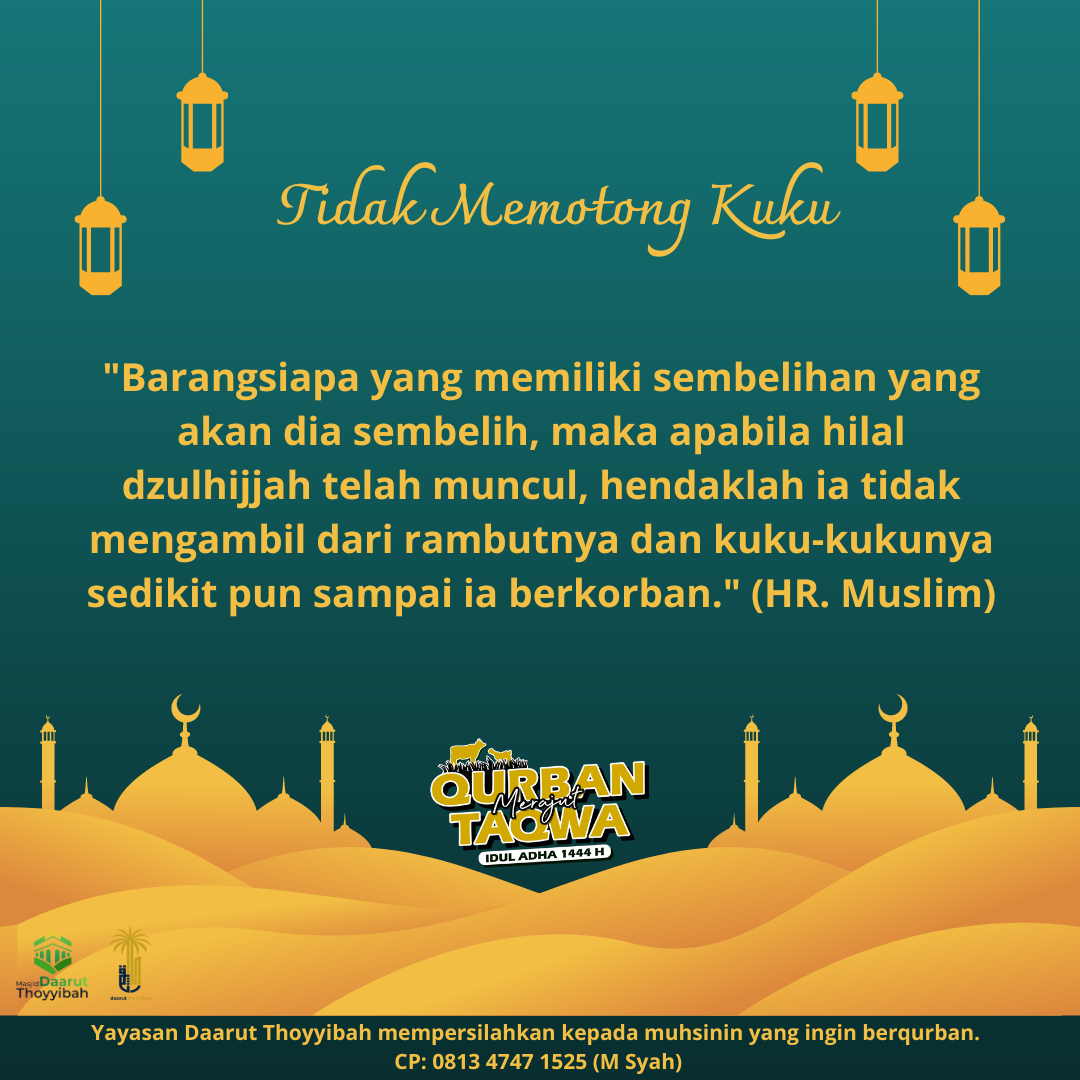 Tidak Memotong Kuku
"Barangsiapa yang memiliki sembelihan yang
akan dia sembelih, maka apabila hilal
dzulhijjah telah muncul, hendaklah ia tidak
mengambil dari rambutnya dan kuku-kukunya
sedikit pun sampai ia berkorban." (HR. Muslim)
QURBAN
Merajut
TAQWA
IDUL ADHA 1444 H
Masjid Daarut
Thoyyibah
daarut
Yayasan Daarut Thoyyibah mempersilahkan kepada muhsinin yang ingin berqurban.
CP: 0813 4747 1525 (M Syah)